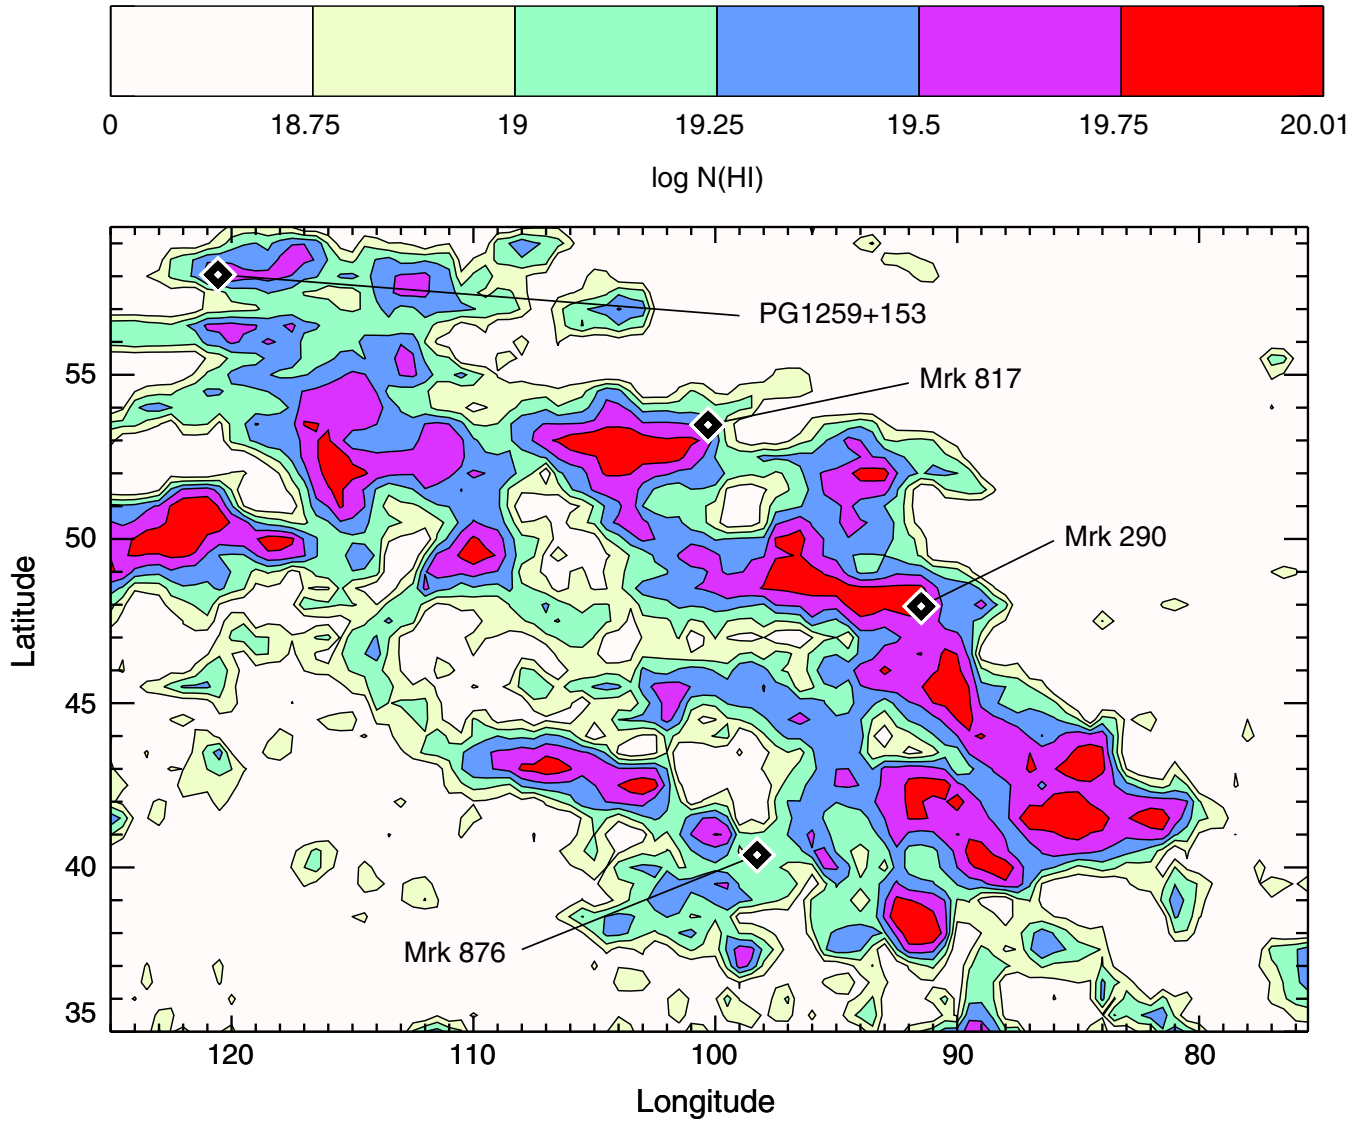 0 18.75 19 19.25 19.5 19.75 20.01
log N(HI)
PG1259+153
Mrk 817
Mrk 290
Mrk 876
Latitude
55
50
45
40
35
120 110 100 90 80
Longitude